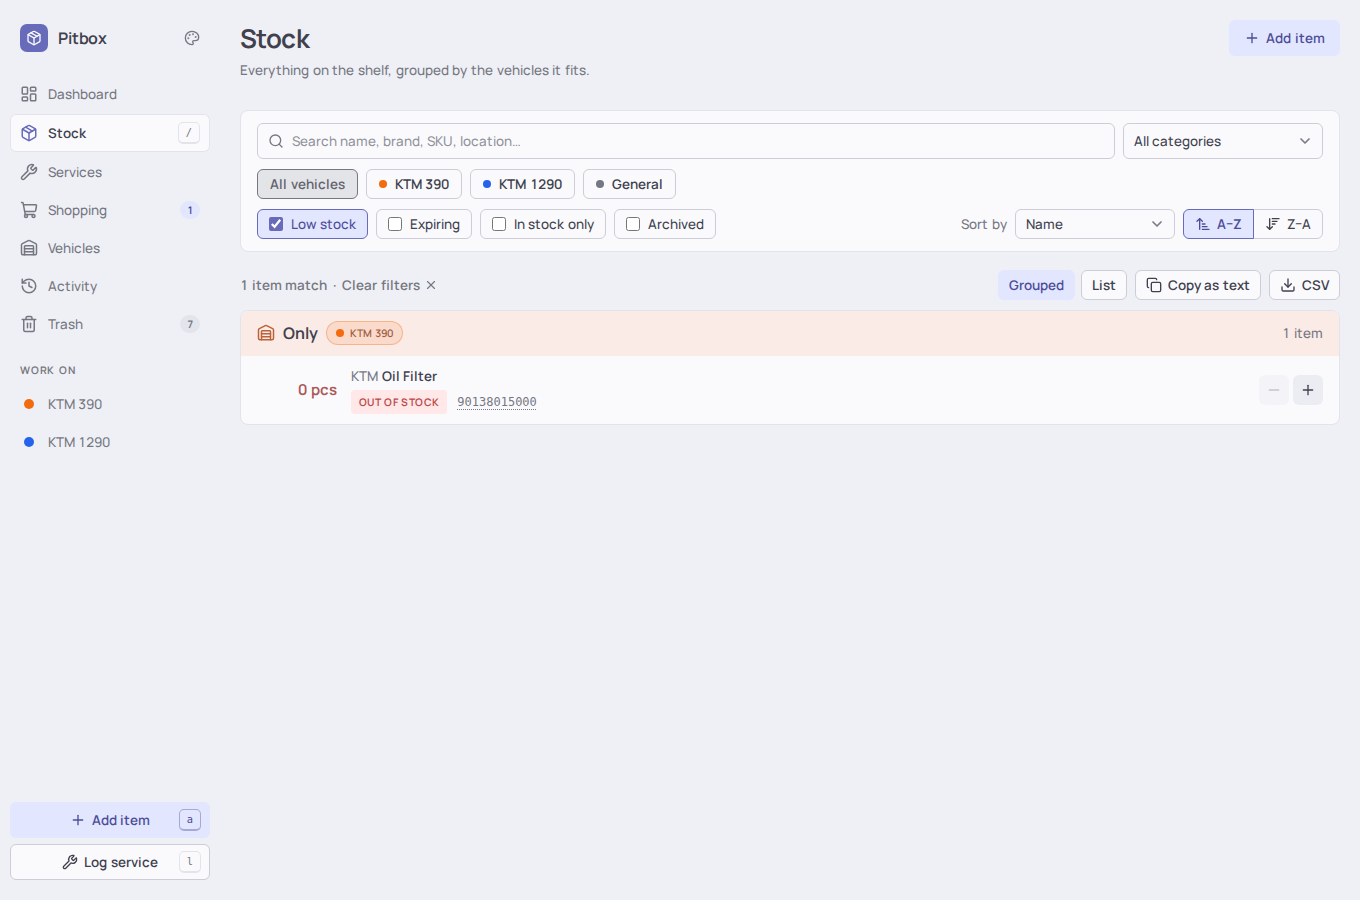 Pitbox
Dashboard
Stock /
Services
Shopping 1
Vehicles
Activity
Trash 7
WORK ON
KTM 390
KTM 1290
Add item a
Log service l
Stock
Add item
Everything on the shelf, grouped by the vehicles it fits.
Search name, brand, SKU, location…
All categories
All vehicles KTM 390 KTM 1290 General
Low stock Expiring In stock only Archived Sort by Name A–Z Z–A
1 item match · Clear filters
Grouped List Copy as text CSV
Only KTM 390 1 item
0 pcs
KTM Oil Filter
OUT OF STOCK 90138015000